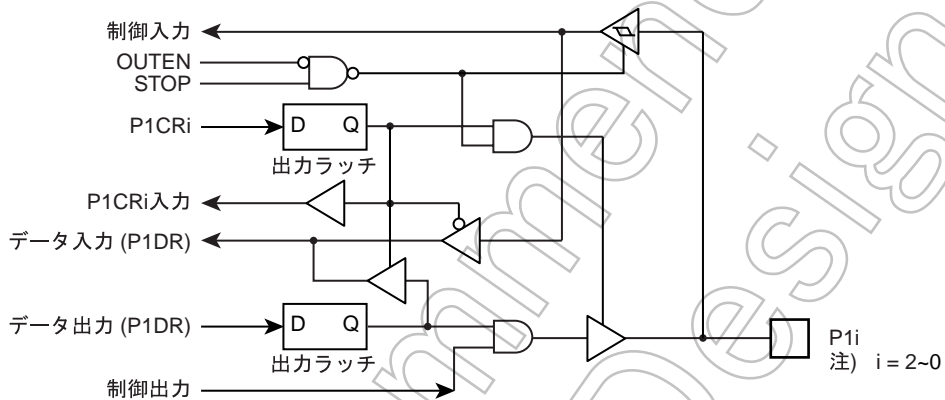 制御入力
OUTEN
STOP
P1CRi
D Q
出力ラッチ
P1CRi入力
データ入力 (P1DR)
データ出力 (P1DR)
D Q
出力ラッチ
制御出力
P1i
注) i = 2~0